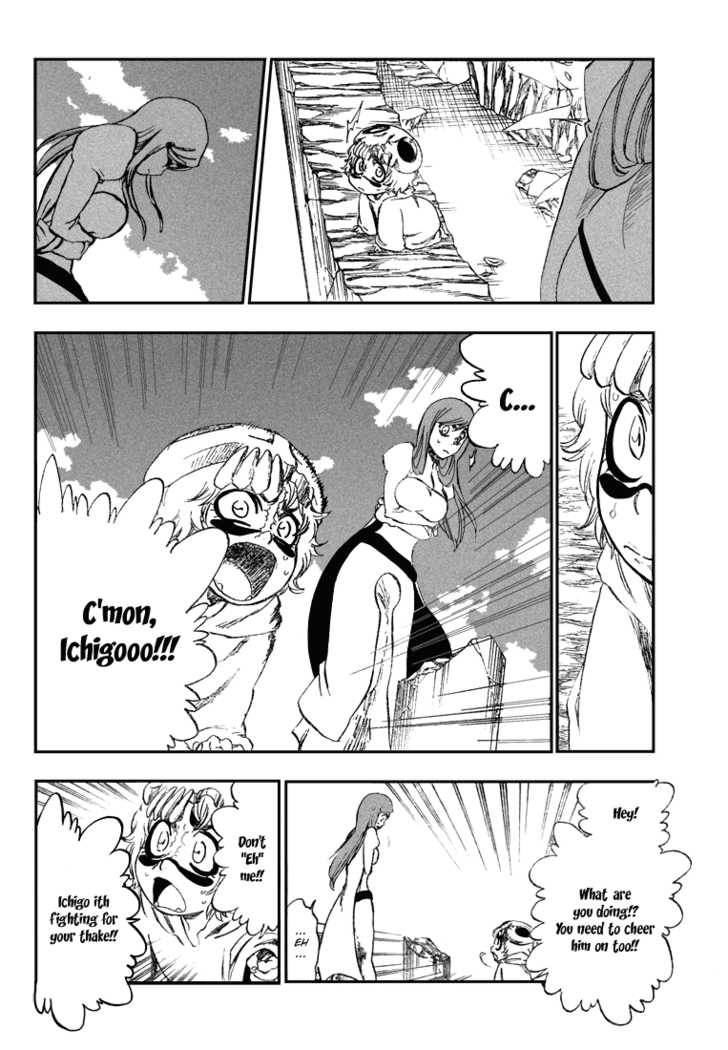 C...
C'mon,
Ichigooo!!!
Hey!
What are
you doing!?
You need to cheer
him on too!!
...
EH
...
Don't
"Eh"
me!!
Ichigo ith
fighting for
your thake!!